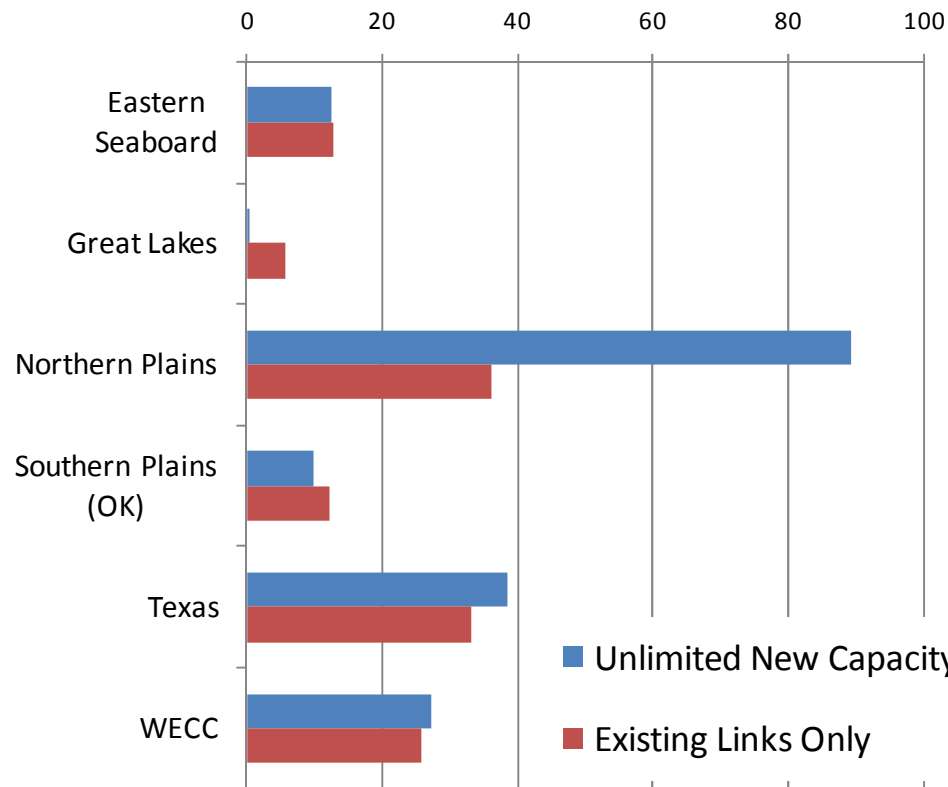 0 20 40 60 80 100
Eastern
Seaboard
Great Lakes
Northern Plains
Southern Plains
(OK)
Texas
WECC
Unlimited New Capacity
Existing Links Only